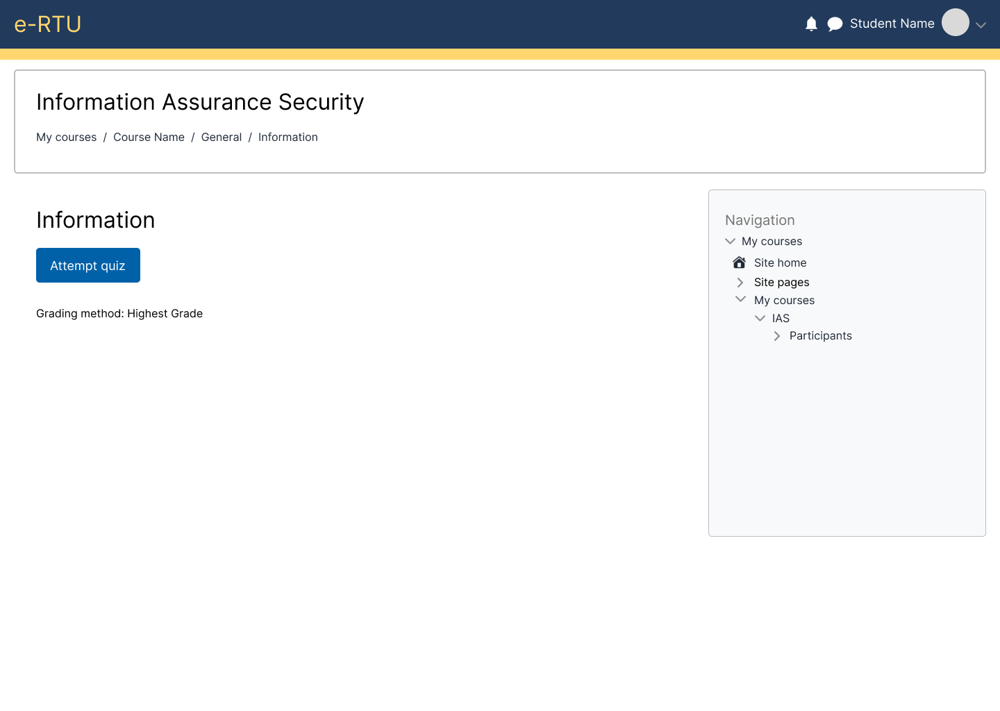 e-RTU
Student Name
Information Assurance Security
My courses / Course Name / General / Information
Information
Attempt quiz
Grading method: Highest Grade
Navigation
My courses
Site home
Site pages
My courses
IAS
Participants